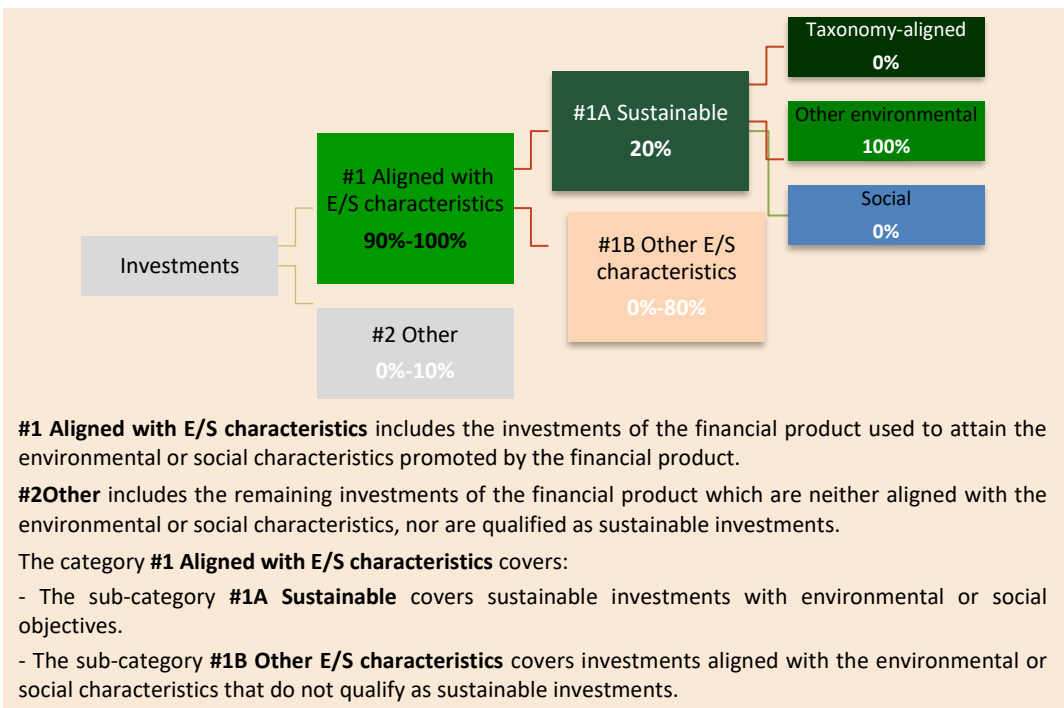 Taxonomy-aligned
0%
#1A Sustainable
20%
Other environmental
100%
#1 Aligned with
E/S characteristics
90%-100%
Social
0%
#1B Other E/S
characteristics
0%-80%
Investments
#2 Other
0%-10%
#1 Aligned with E/S characteristics includes the investments of the financial product used to attain the
environmental or social characteristics promoted by the financial product.
#2Other includes the remaining investments of the financial product which are neither aligned with the
environmental or social characteristics, nor are qualified as sustainable investments.
The category #1 Aligned with E/S characteristics covers:
- The sub-category #1A Sustainable covers sustainable investments with environmental or social
objectives.
- The sub-category #1B Other E/S characteristics covers investments aligned with the environmental or
social characteristics that do not qualify as sustainable investments.